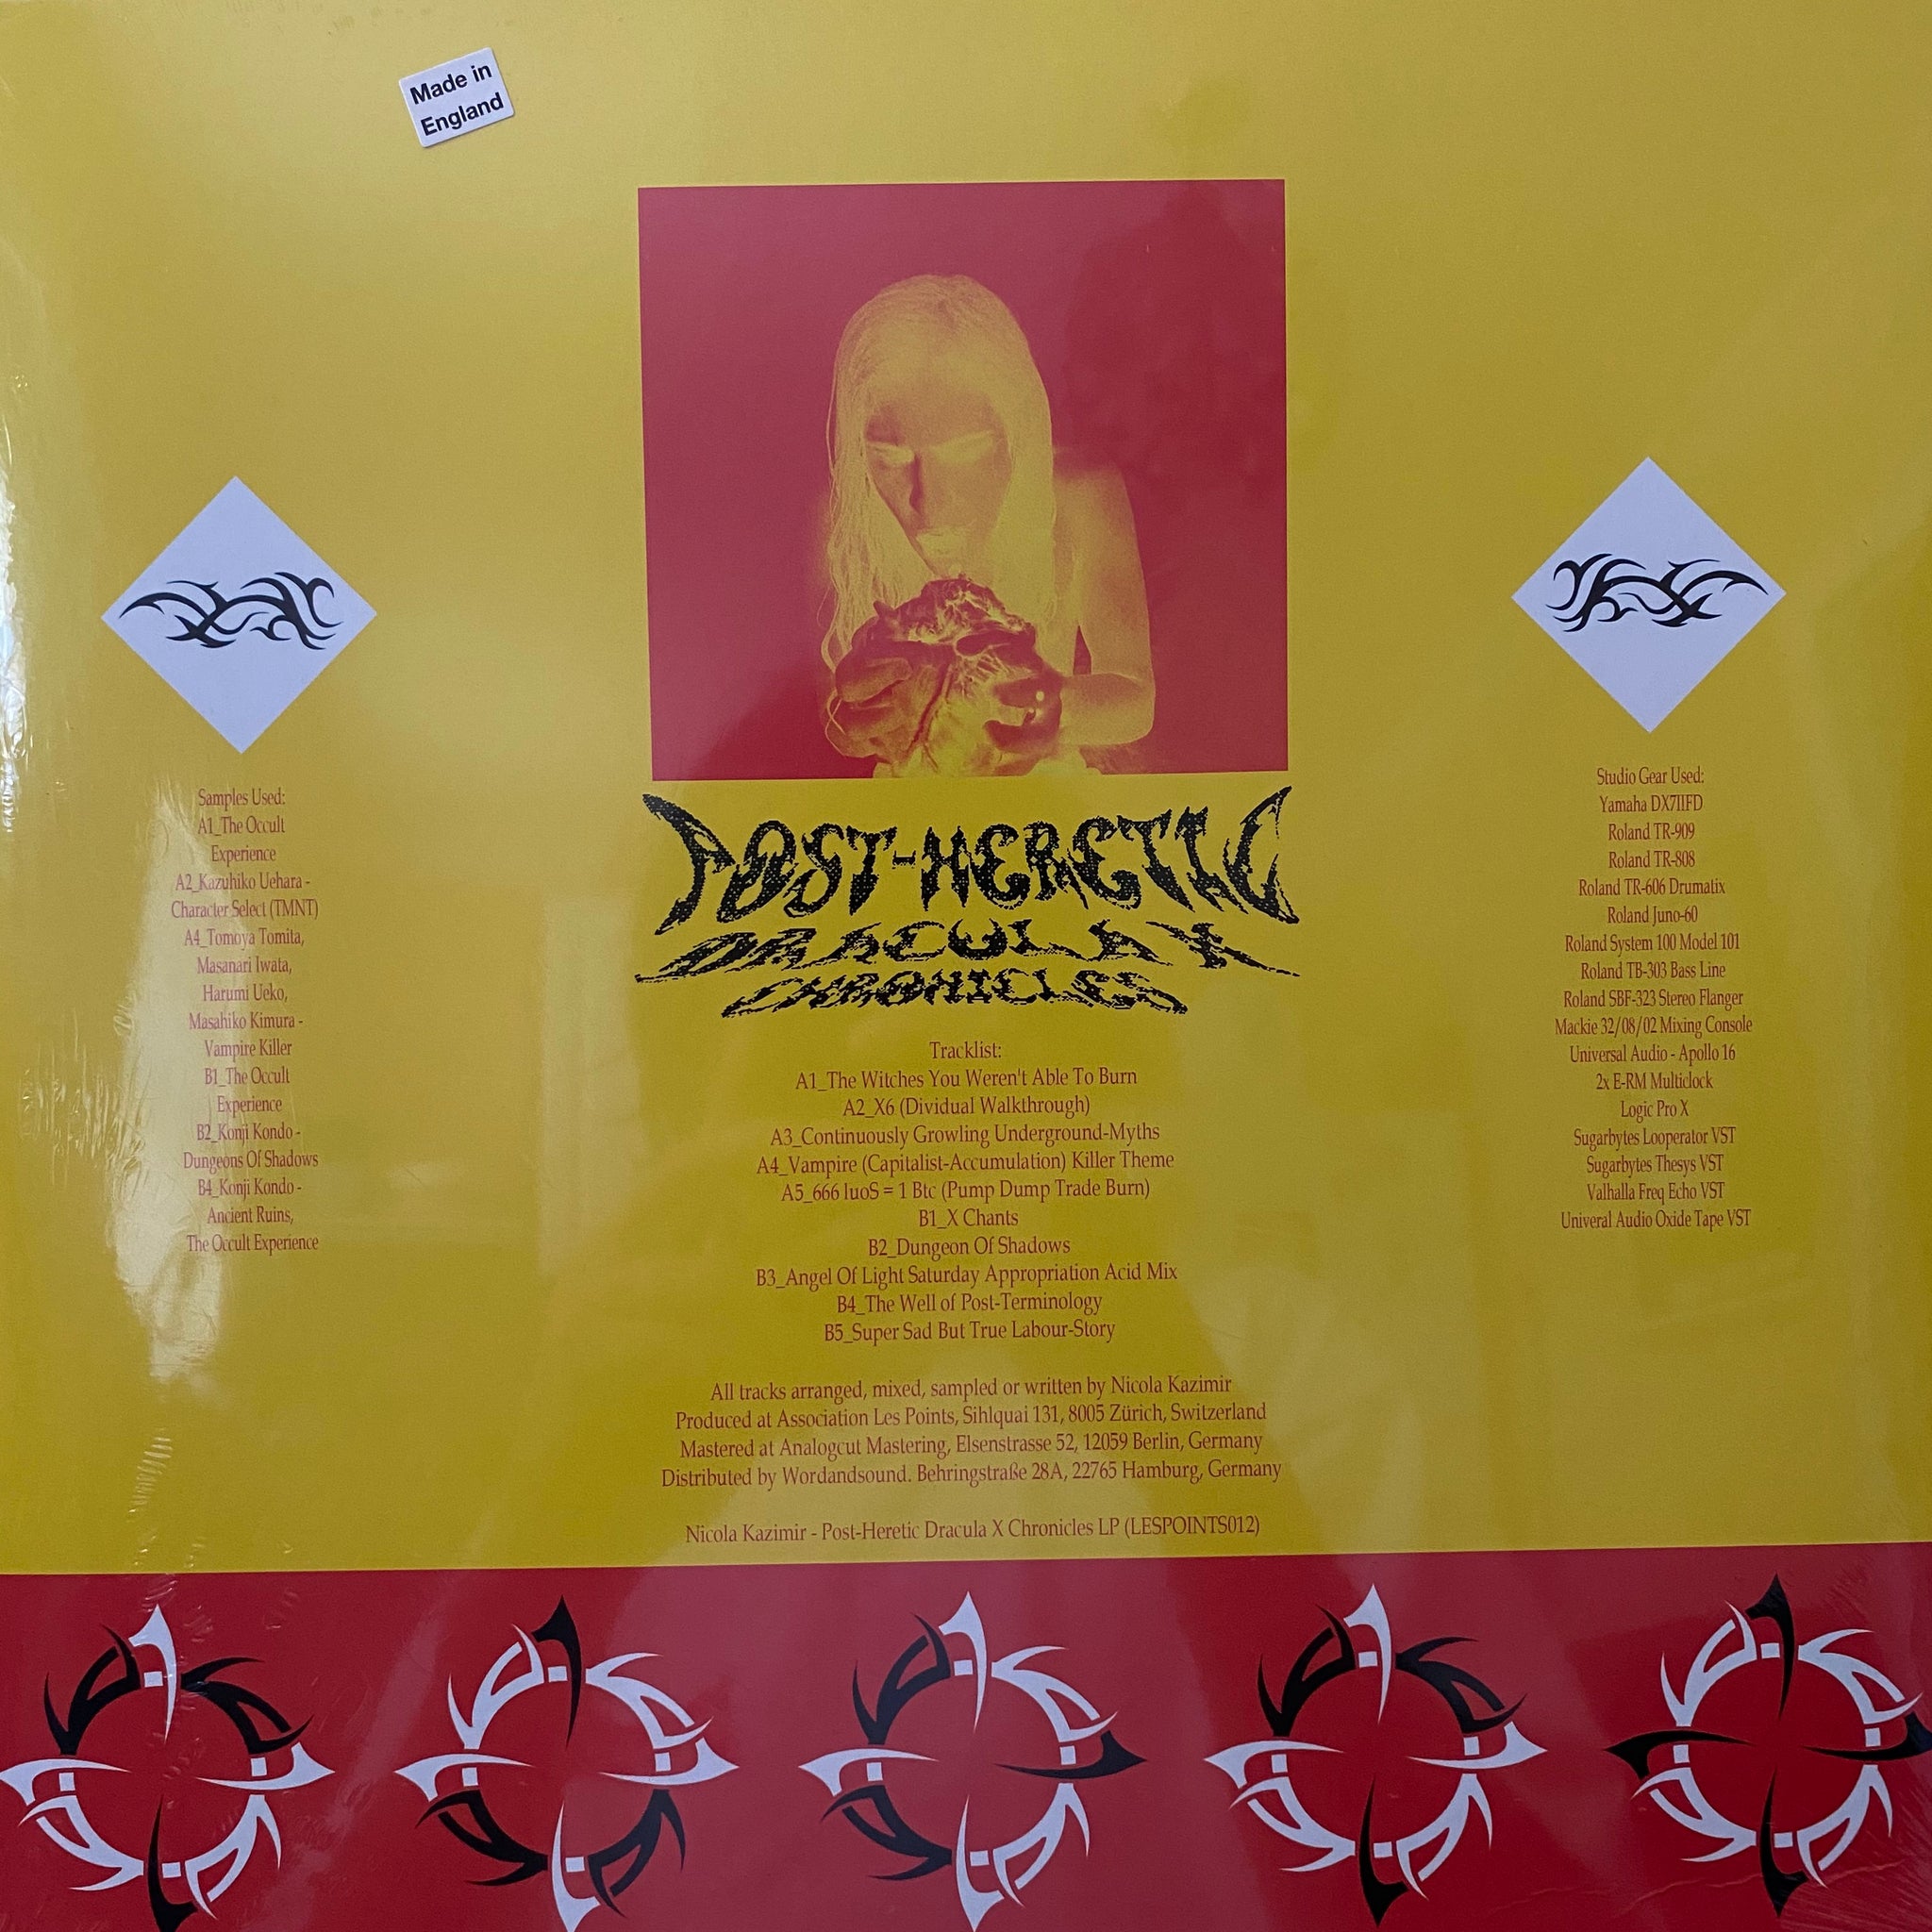 Made in
England
POST-HERETIC
DRACULA X
CHRONICLES
Samples Used:
A1_The Occult
Experience
A2_Kazuhiko Uehara -
Character Select (TMNT)
A4_Tomoya Tomita,
Masanari Iwata,
Harumi Ueko,
Masahiko Kimura -
Vampire Killer
B1_The Occult
Experience
B2_Konji Kondo -
Dungeons Of Shadows
B4_Konji Kondo -
Ancient Ruins,
The Occult Experience
Tracklist:
A1_The Witches You Weren't Able To Burn
A2_X6 (Dividual Walkthrough)
A3_Continuously Growling Underground-Myths
A4_Vampire (Capitalist-Accumulation) Killer Theme
A5_666 IuoS = 1 Btc (Pump Dump Trade Burn)
B1_X Chants
B2_Dungeon Of Shadows
B3_Angel Of Light Saturday Appropriation Acid Mix
B4_The Well of Post-Terminology
B5_Super Sad But True Labour-Story
All tracks arranged, mixed, sampled or written by Nicola Kazimir
Produced at Association Les Points, Sihlquai 131, 8005 Zürich, Switzerland
Mastered at Analogcut Mastering, Elsenstrasse 52, 12059 Berlin, Germany
Distributed by Wordandsound. Behringstraße 28A, 22765 Hamburg, Germany
Nicola Kazimir - Post-Heretic Dracula X Chronicles LP (LESPOINTS012)
Studio Gear Used:
Yamaha DX7IIFD
Roland TR-909
Roland TR-808
Roland TR-606 Drumatix
Roland Juno-60
Roland System 100 Model 101
Roland TB-303 Bass Line
Roland SBF-323 Stereo Flanger
Mackie 32/08/02 Mixing Console
Universal Audio - Apollo 16
2x E-RM Multiclock
Logic Pro X
Sugarbytes Looperator VST
Sugarbytes Thesys VST
Valhalla Freq Echo VST
Univeral Audio Oxide Tape VST